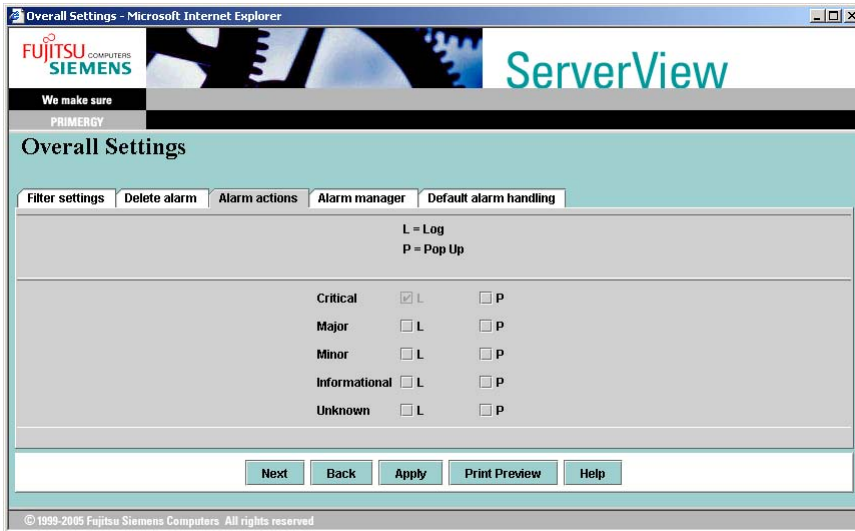 Overall Settings - Microsoft Internet Explorer
FUJITSU COMPUTERS
SIEMENS
ServerView
We make sure
PRIMERGY
Overall Settings
Filter settings Delete alarm Alarm actions Alarm manager Default alarm handling
L = Log
P = Pop Up
Critical L P
Major L P
Minor L P
Informational L P
Unknown L P
Next Back Apply Print Preview Help
© 1999-2005 Fujitsu Siemens Computers All rights reserved